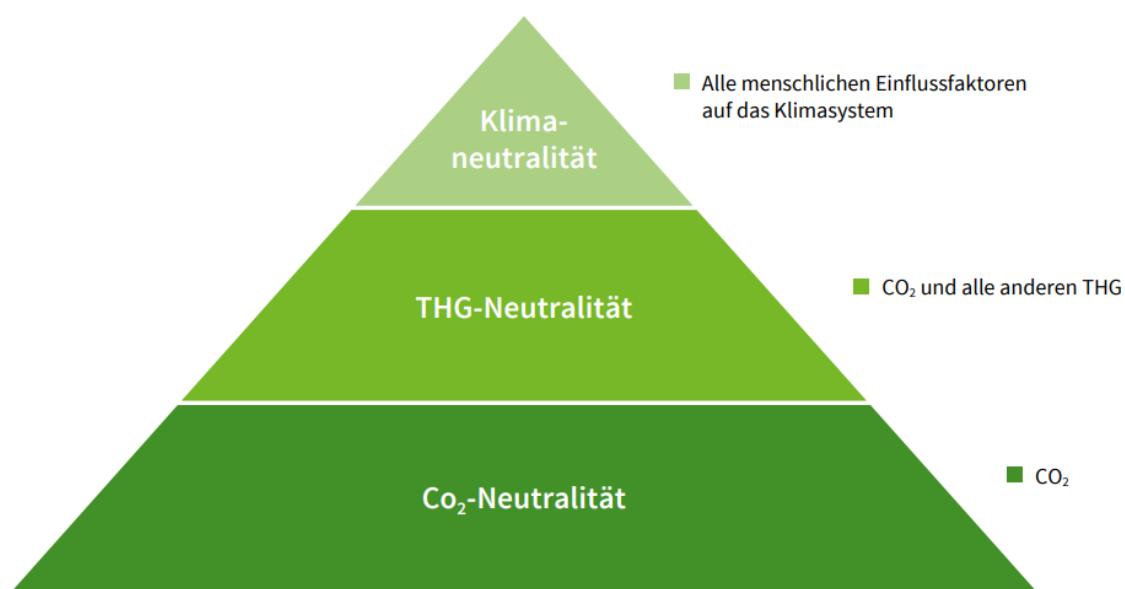 Klima-
neutralität
Alle menschlichen Einflussfaktoren
auf das Klimasystem
THG-Neutralität
CO₂ und alle anderen THG
Co₂-Neutralität
CO₂